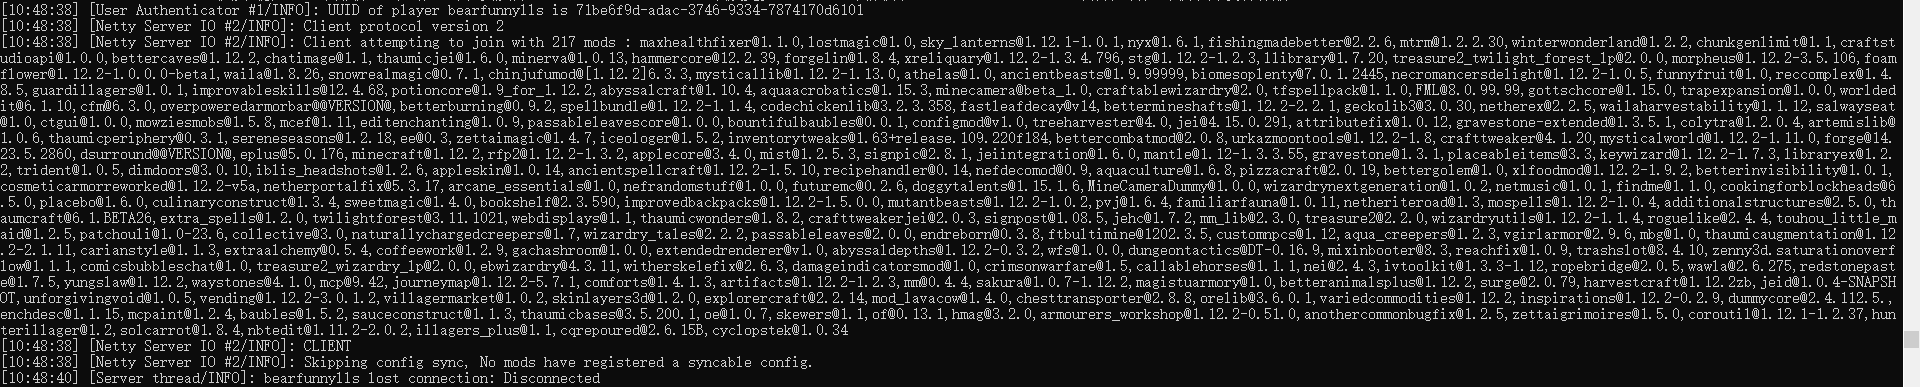 [10:48:38] [User Authenticator #1/INFO]: UUID of player bearfunnylls is 71be6f9d-adac-3746-9334-7874170d6101
[10:48:38] [Netty Server IO #2/INFO]: Client protocol version 2
[10:48:38] [Netty Server IO #2/INFO]: Client attempting to join with 217 mods : maxhealthfixer@1.1.0,lostmagic@1.0,sky_lanterns@1.12.1-1.0.1,nyx@1.6.1,fishingmadebetter@2.2.6,mtrm@1.2.2.30,winterwonderland@1.2.2,chunkgenlimit@1.1,craftst
udioapi@1.0.0,bettercaves@1.12.2,chatimage@1.1,thaumicjei@1.6.0,minerva@1.0.13,hammercore@12.2.39,forgelin@1.8.4,xreliquary@1.12.2-1.3.4.796,stg@1.12.2-1.2.3,llibrary@1.7.20,treasure2_twilight_forest_lp@2.0.0,morpheus@1.12.2-3.5.106,foam
flower@1.12.2-1.0.0.0-beta1,waila@1.8.26,snowrealmagic@0.7.1,chinjufumod@[1.12.2]6.3.3,mysticallib@1.12.2-1.13.0,athelas@1.0.0,ancientbeasts@1.9.99999,biomesoplenty@7.0.1.2445,necromancersdelight@1.12.2-1.0.5,funnyfruit@1.0.0,reccomplex@1.4.
8.5,guardillagers@1.0.1,improvableskills@12.4.68,potioncore@1.9_for_1.12.2,abyssalcraft@1.10.4,aquaacrobatics@1.15.3,minecamera@beta_1.0,craftablewizardry@2.0,tfspellpack@1.1.0,FML@8.0.99.99,gottschcore@1.15.0,trapexpansion@1.0.0,worlded
it@6.1.10,cfm@6.3.0,overpoweredarmorbar@@VERSION@,betterburning@0.9.2,spellbundle@1.12.2-1.1.4,codechickenlib@3.2.3.358,fastleafdecay@v14,bettermineshafts@1.12.2-2.2.1,geckolib3@3.0.30,netherex@2.2.5,wailaharvestability@1.1.12,salwayseat
@1.0,ctgui@1.0.0,mowziesmobs@1.5.8,mcef@1.11,editenchanting@1.0.9,passableleavescore@1.0.0,bountifulbaubles@0.0.1,configmod@v1.0,treeharvester@4.0,jei@4.15.0.291,attributefix@1.0.12,gravestone-extended@1.3.5.1,colytra@1.2.0.4,artemislib@
1.0.6,thaumicperiphery@0.3.1,sereneseasons@1.2.18,ee@0.3,zettaimagic@1.4.7,iceologer@1.5.2,inventorytweaks@1.63+release.109.220f184,bettercombatmod@2.0.8,urkazmoontools@1.12.2-1.8,crafttweaker@4.1.20,mysticalworld@1.12.2-1.11.0,forge@14.
23.5.2860,dsurround@@VERSION@,eplus@5.0.176,minecraft@1.12.2,rfp2@1.12.2-1.3.2,applecore@3.4.0,mist@1.2.5.3,signpic@2.8.1,jeiintegration@1.6.0,mantle@1.12-1.3.3.55,gravestone@1.3.1,placeableitems@3.3,keywizard@1.12.2-1.7.3,libraryex@1.2.
2,trident@1.0.5,dimdoors@3.0.10,iblis_headshots@1.2.6,appleskin@1.0.14,ancientspellcraft@1.12.2-1.5.10,recipehandler@0.14,nefdecomod@0.9,aquaculture@1.6.8,pizzacraft@2.0.19,bettergolem@1.0,xlfoodmod@1.12.2-1.9.2,betterinvisibility@1.0.1,
cosmeticarmorreworked@1.12.2-v5a,netherportalfix@5.3.17,arcane_essentials@1.0,nefrandomstuff@1.0.0,futuremc@0.2.6,doggytalents@1.15.1.6,MineCameraDummy@1.0.0,wizardrynextgeneration@1.0.2,netmusic@1.0.1,findme@1.1.0,cookingforblockheads@6
.5.0,placebo@1.6.0,culinaryconstruct@1.3.4,sweetmagic@1.4.0,bookshelf@2.3.590,improvedbackpacks@1.12.2-1.5.0.0,mutantbeasts@1.12.2-1.0.2,pvj@1.6.4,familiarfauna@1.0.11,netheriteroad@1.3,mospells@1.12.2-1.0.4,additionalstructures@2.5.0,th
aumcraft@6.1.BETA26,extra_spells@1.2.0,twilightforest@3.11.1021,webdisplays@1.1,thaumicwonders@1.8.2,crafttweakerjei@2.0.3,signpost@1.08.5,jehc@1.7.2,mm_lib@2.3.0,treasure2@2.2.0,wizardryutils@1.12.2-1.1.4,roguelike@2.4.4,touhou_little_m
aid@1.2.5,patchouli@1.0-23.6,collective@3.0,naturallychargedcreepers@1.7,wizardry_tales@2.2.2,passableleaves@2.0.0,endreborn@0.3.8,ftbultimine@1202.3.5,customnpcs@1.12,aqua_creepers@1.2.3,vgirlarmor@2.9.6,mbg@1.0.1,thaumicaugmentation@1.12
.2-2.1.11,carianstyle@1.1.3,extraalchemy@0.5.4,coffeework@1.2.9,gachashroom@1.0.0,extendedrenderer@v1.0,abyssaldepths@1.12.2-0.3.2,wfs@1.0.0,dungeontactics@DT-0.16.9,mixinbooter@8.3,reachfix@1.0.9,trashslot@8.4.10,zenny3d.saturationoverf
low@1.1.1,comicsbubbleschat@1.0,treasure2_wizardry_lp@2.0.0,ebwizardry@4.3.11,witherskelefix@2.6.3,damageindicatorsmod@1.0,crimsonwarfare@1.5,callablehorses@1.1.1,nei@2.4.3,ivtoolkit@1.3.3-1.12,ropebridge@2.0.5,wawla@2.6.275,redstonepast
e@1.7.5,yungslaw@1.12.2,waystones@4.1.0,mcp@9.42,journeymap@1.12.2-5.7.1,comforts@1.4.1.3,artifacts@1.12.2-1.2.3,mm@0.4.4,sakura@1.0.7-1.12.2,magistuarmory@1.0,betteranimalsplus@1.12.2,surge@2.0.79,harvestcraft@1.12.2zb,jeid@1.0.4-SNAPSH
OT,unforgivingvoid@1.0.5,vending@1.12.2-3.0.1.2,villagermarket@1.0.2,skinlayers3d@1.2.0,explorercraft@2.2.14,mod_lavacow@1.4.0,chesttransporter@2.8.8,orelib@3.6.0.1,variedcommodities@1.12.2,inspirations@1.12.2-0.2.9,dummycore@2.4.112.5.,
enchdesc@1.1.15,mcpaint@1.2.4,baubles@1.5.2,sauceconstruct@1.1.3,thaumicbases@3.5.200.1,oe@1.0.7,skewers@1.1,of@0.13.1,hmag@3.2.0,armourers_workshop@1.12.2-0.51.0,anothercommonbugfix@1.2.5,zettaigrimoires@1.5.0,coroutil@1.12.1-1.2.37,hun
terillager@1.2,solcarrot@1.8.4,nbtedit@1.11.2-2.0.2,illagers_plus@1.1,cqrepoured@2.6.15B,cyclopstek@1.0.34
[10:48:38] [Netty Server IO #2/INFO]: CLIENT
[10:48:38] [Netty Server IO #2/INFO]: Skipping config sync, No mods have registered a syncable config.
[10:48:40] [Server thread/INFO]: bearfunnylls lost connection: Disconnected